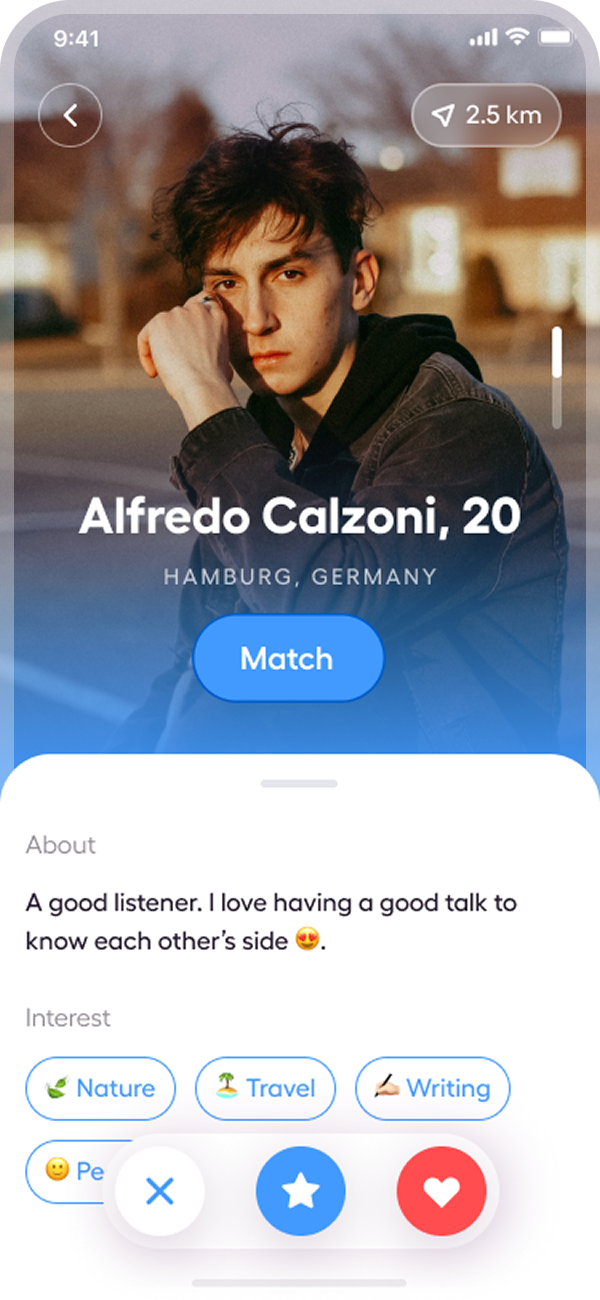 9:41
2.5 km
Alfredo Calzoni, 20
HAMBURG, GERMANY
Match
About
A good listener. I love having a good talk to
know each other’s side 😍.
Interest
🌿 Nature
🏝️ Travel
✍🏻 Writing
🙂 Pe